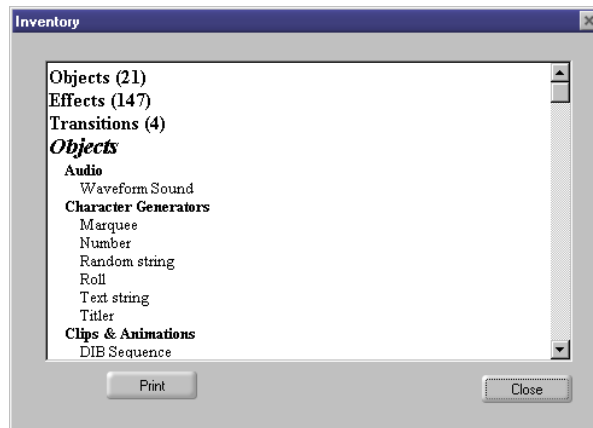 Inventory
Objects (21)
Effects (147)
Transitions (4)
Objects
Audio
Waveform Sound
Character Generators
Marquee
Number
Random string
Roll
Text string
Titler
Clips & Animations
DIB Sequence
Print
Close